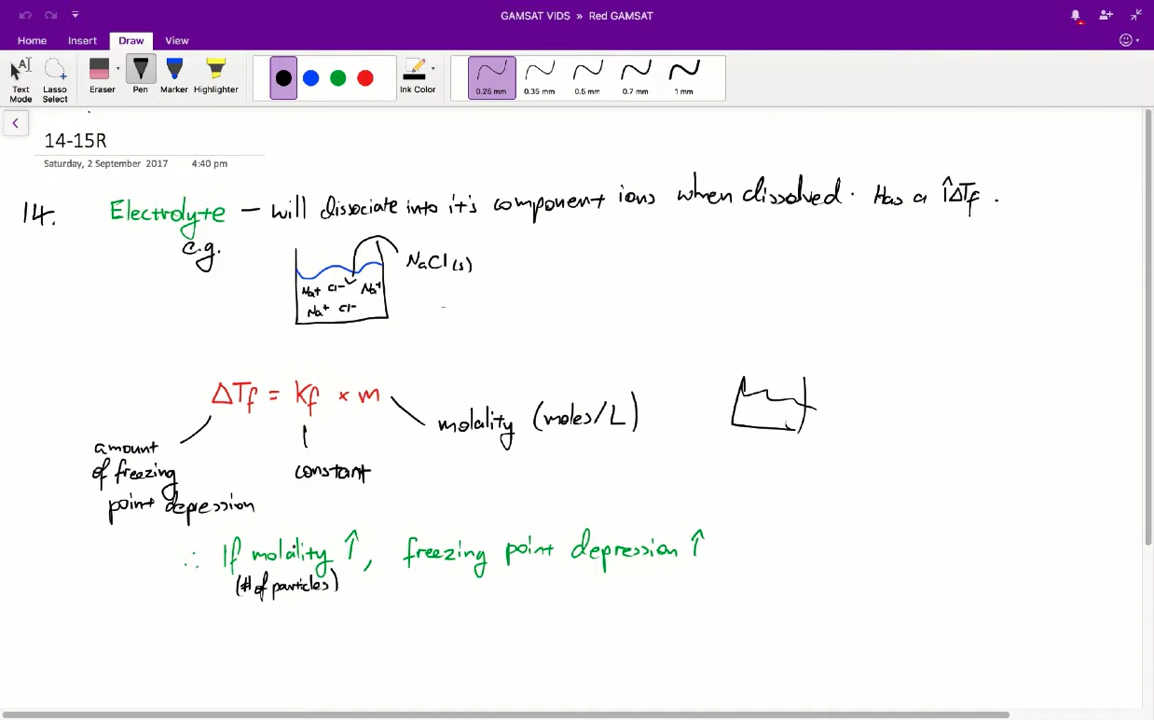 GAMSAT VIDS » Red GAMSAT
Home Insert Draw View
Text Mode
Lasso Select
Eraser
Pen
Marker
Highlighter
Ink Color
0.25 mm
0.35 mm
0.5 mm
0.7 mm
1 mm
14-15R
Saturday, 2 September 2017 4:40 pm
14. Electrolyte – will dissociate into it's component ions when dissolved. Has a ↑ΔTf.
e.g.
NaCl(s)
Na+ Cl- Na+
Na+ Cl-
ΔTf = Kf × m
molality (moles/L)
amount
of freezing
point depression
constant
∴ If molality ↑, freezing point depression ↑
(# of particles)